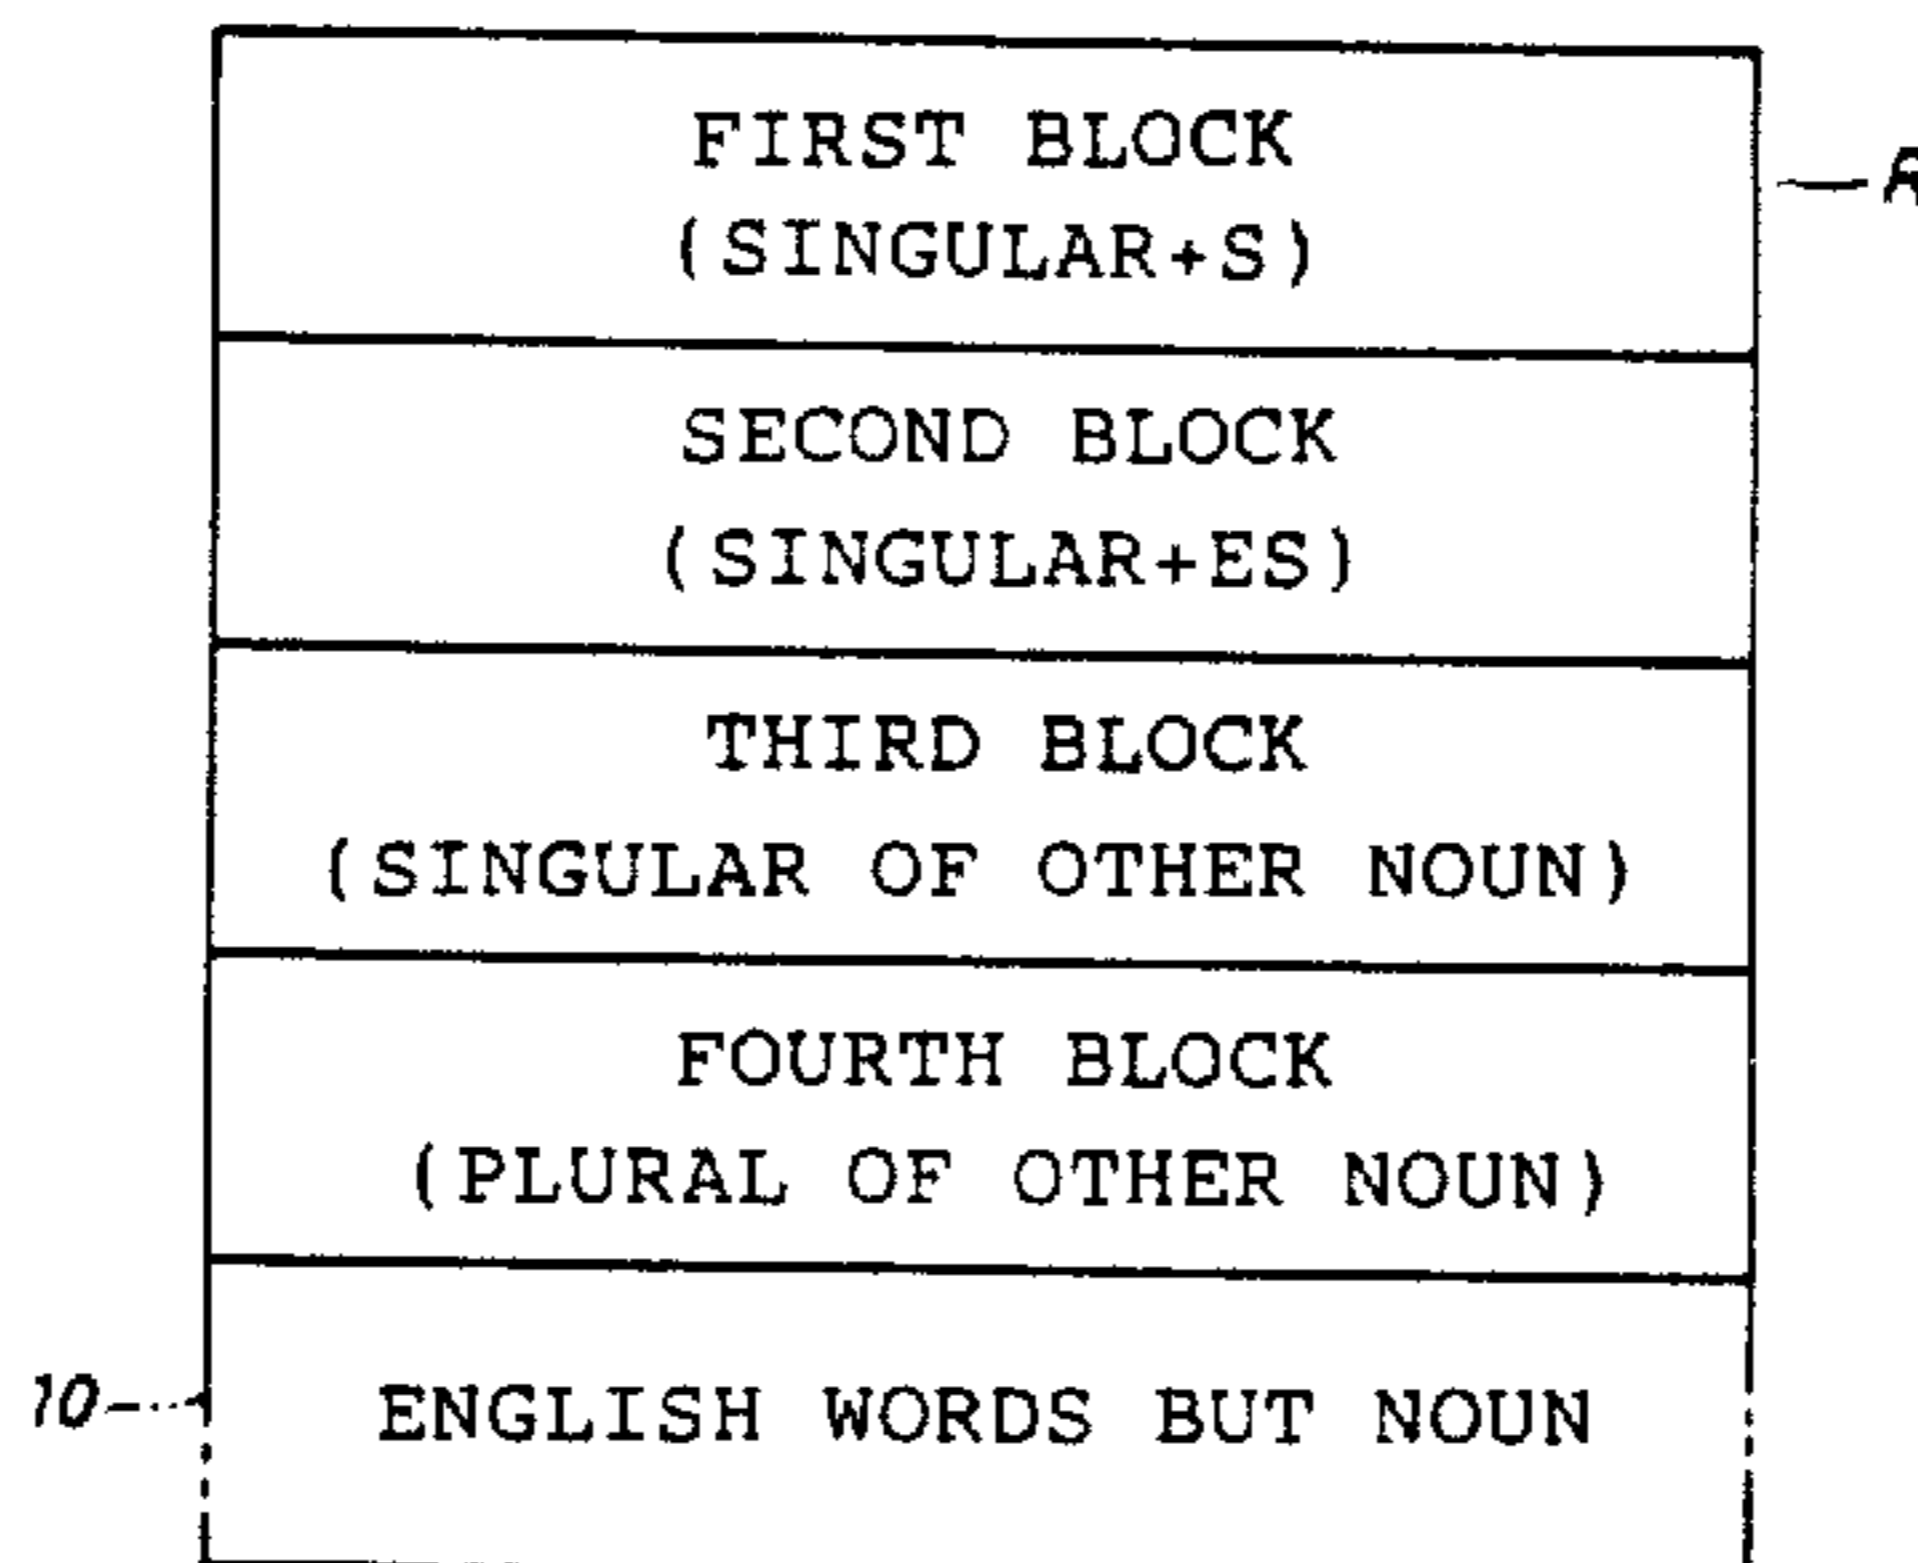 FIRST BLOCK
(SINGULAR+S)
SECOND BLOCK
(SINGULAR+ES)
THIRD BLOCK
(SINGULAR OF OTHER NOUN)
FOURTH BLOCK
(PLURAL OF OTHER NOUN)
10
ENGLISH WORDS BUT NOUN